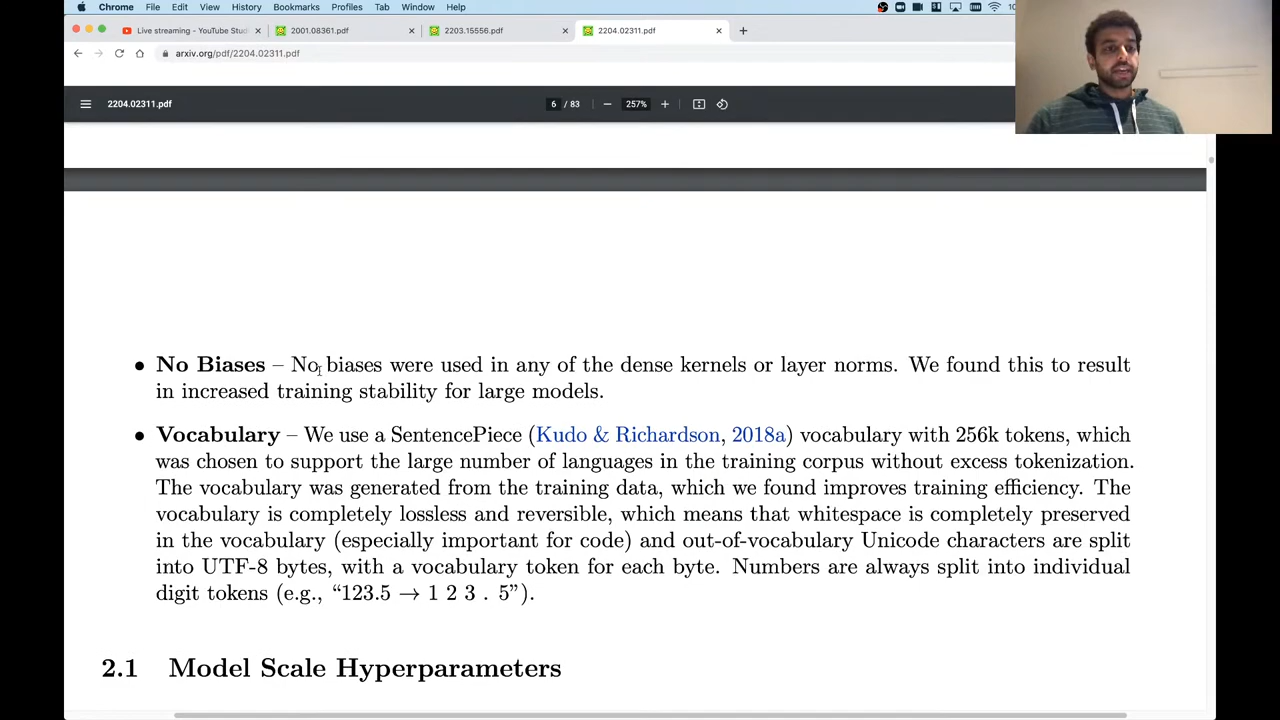 Chrome File Edit View History Bookmarks Profiles Tab Window Help
Live streaming - YouTube Stud
2001.08361.pdf
2203.15556.pdf
2204.02311.pdf
arxiv.org/pdf/2204.02311.pdf
2204.02311.pdf
6 / 83
257%
• No Biases – No biases were used in any of the dense kernels or layer norms. We found this to result
in increased training stability for large models.
• Vocabulary – We use a SentencePiece (Kudo & Richardson, 2018a) vocabulary with 256k tokens, which
was chosen to support the large number of languages in the training corpus without excess tokenization.
The vocabulary was generated from the training data, which we found improves training efficiency. The
vocabulary is completely lossless and reversible, which means that whitespace is completely preserved
in the vocabulary (especially important for code) and out-of-vocabulary Unicode characters are split
into UTF-8 bytes, with a vocabulary token for each byte. Numbers are always split into individual
digit tokens (e.g., “123.5 → 1 2 3 . 5”).
2.1 Model Scale Hyperparameters